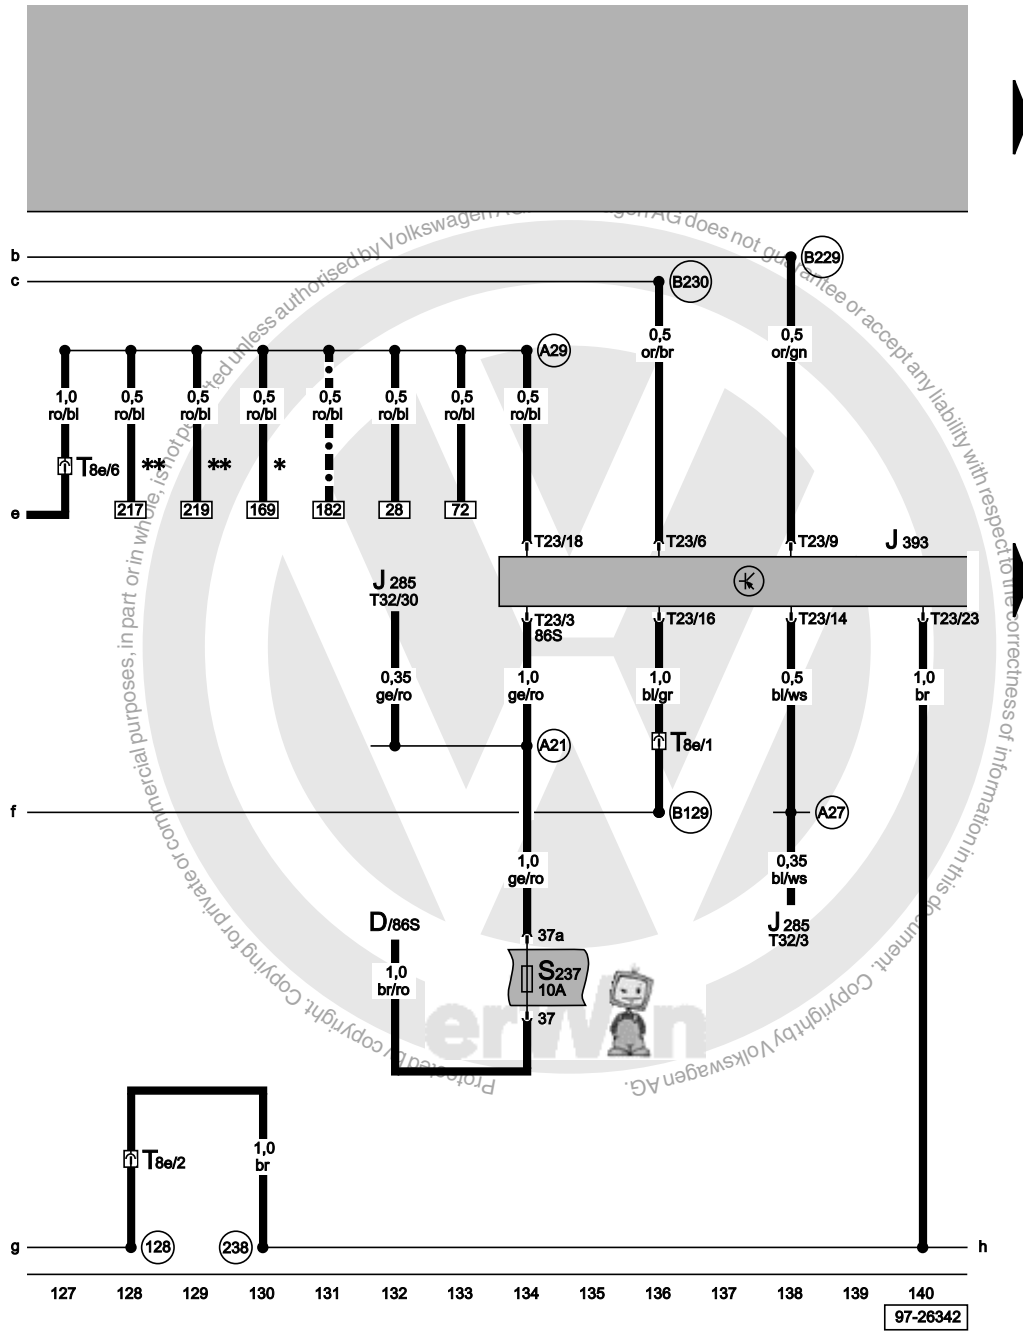 b
B229
c
B230
0,5
or/br
0,5
or/gn
A29
1,0
ro/bl
0,5
ro/bl
0,5
ro/bl
0,5
ro/bl
0,5
ro/bl
0,5
ro/bl
0,5
ro/bl
0,5
ro/bl
T8e/6
**
**
*
e
217
219
169
182
28
72
T23/18
T23/6
T23/9
J 393
J 285
T32/30
T23/3
86S
T23/16
T23/14
T23/23
0,35
ge/ro
1,0
ge/ro
1,0
bl/gr
0,5
bl/ws
1,0
br
A21
T8e/1
f
B129
A27
1,0
ge/ro
0,35
bl/ws
D/86S
J 285
T32/3
37a
1,0
br/ro
S237
10A
37
erWin
1,0
br
T8e/2
g
128
238
h
127 128 129 130 131 132 133 134 135 136 137 138 139 140
97-26342
Protected by copyright. Copying for private or commercial purposes, in part or in whole, is not permitted unless authorised by Volkswagen AG. Volkswagen AG does not guarantee or accept any liability with respect to the correctness of information in this document. Copyright by Volkswagen AG.